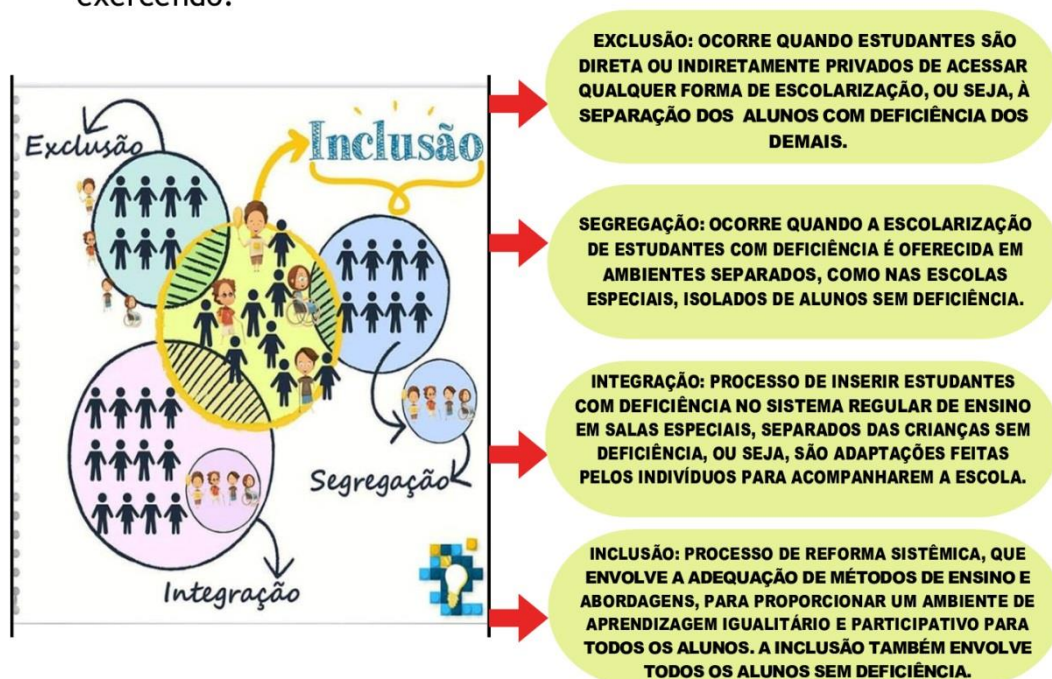 exercendo.
Exclusão
Inclusão
Segregação
Integração
EXCLUSÃO: OCORRE QUANDO ESTUDANTES SÃO
DIRETA OU INDIRETAMENTE PRIVADOS DE ACESSAR
QUALQUER FORMA DE ESCOLARIZAÇÃO, OU SEJA, À
SEPARAÇÃO DOS ALUNOS COM DEFICIÊNCIA DOS
DEMAIS.
SEGREGAÇÃO: OCORRE QUANDO A ESCOLARIZAÇÃO
DE ESTUDANTES COM DEFICIÊNCIA É OFERECIDA EM
AMBIENTES SEPARADOS, COMO NAS ESCOLAS
ESPECIAIS, ISOLADOS DE ALUNOS SEM DEFICIÊNCIA.
INTEGRAÇÃO: PROCESSO DE INSERIR ESTUDANTES
COM DEFICIÊNCIA NO SISTEMA REGULAR DE ENSINO
EM SALAS ESPECIAIS, SEPARADOS DAS CRIANÇAS SEM
DEFICIÊNCIA, OU SEJA, SÃO ADAPTAÇÕES FEITAS
PELOS INDIVÍDUOS PARA ACOMPANHAREM A ESCOLA.
INCLUSÃO: PROCESSO DE REFORMA SISTÊMICA, QUE
ENVOLVE A ADEQUAÇÃO DE MÉTODOS DE ENSINO E
ABORDAGENS, PARA PROPORCIONAR UM AMBIENTE DE
APRENDIZAGEM IGUALITÁRIO E PARTICIPATIVO PARA
TODOS OS ALUNOS. A INCLUSÃO TAMBÉM ENVOLVE
TODOS OS ALUNOS SEM DEFICIÊNCIA.